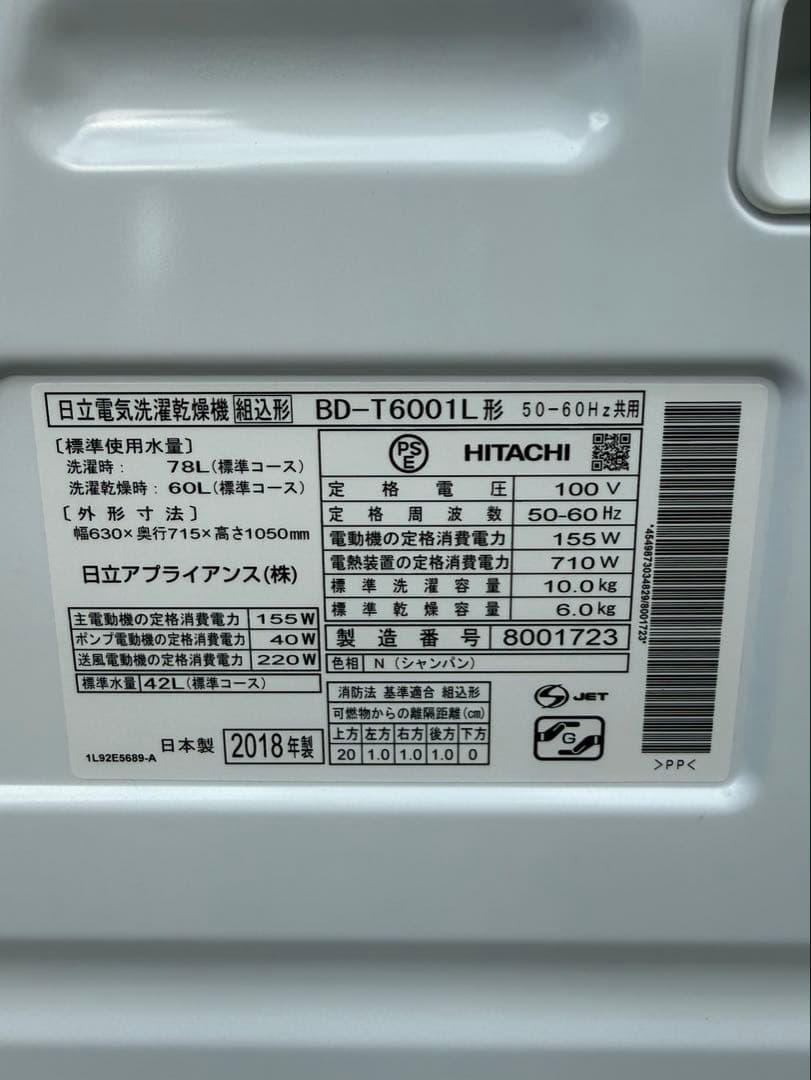 日立電気洗濯乾燥機 組込形 BD-T6001L形 50-60Hz共用
〔標準使用水量〕
洗濯時： 78L(標準コース)
洗濯乾燥時：60L(標準コース)
〔外形寸法〕
幅630×奥行715×高さ1050mm
日立アプライアンス(株)
主電動機の定格消費電力 155W
ポンプ電動機の定格消費電力 40W
送風電動機の定格消費電力 220W
標準水量 42L(標準コース)
1L92E5689-A 日本製 2018年製
PSE HITACHI
定格電圧 100V
定格周波数 50-60Hz
電動機の定格消費電力 155W
電熱装置の定格消費電力 710W
標準洗濯容量 10.0kg
標準乾燥容量 6.0kg
製造番号 8001723
色相 N（シャンパン）
消防法 基準適合 組込形
可燃物からの離隔距離(cm)
上方 左方 右方 後方 下方
20 1.0 1.0 1.0 0
S JET
G
*4549873034829/8001723*
>PP<